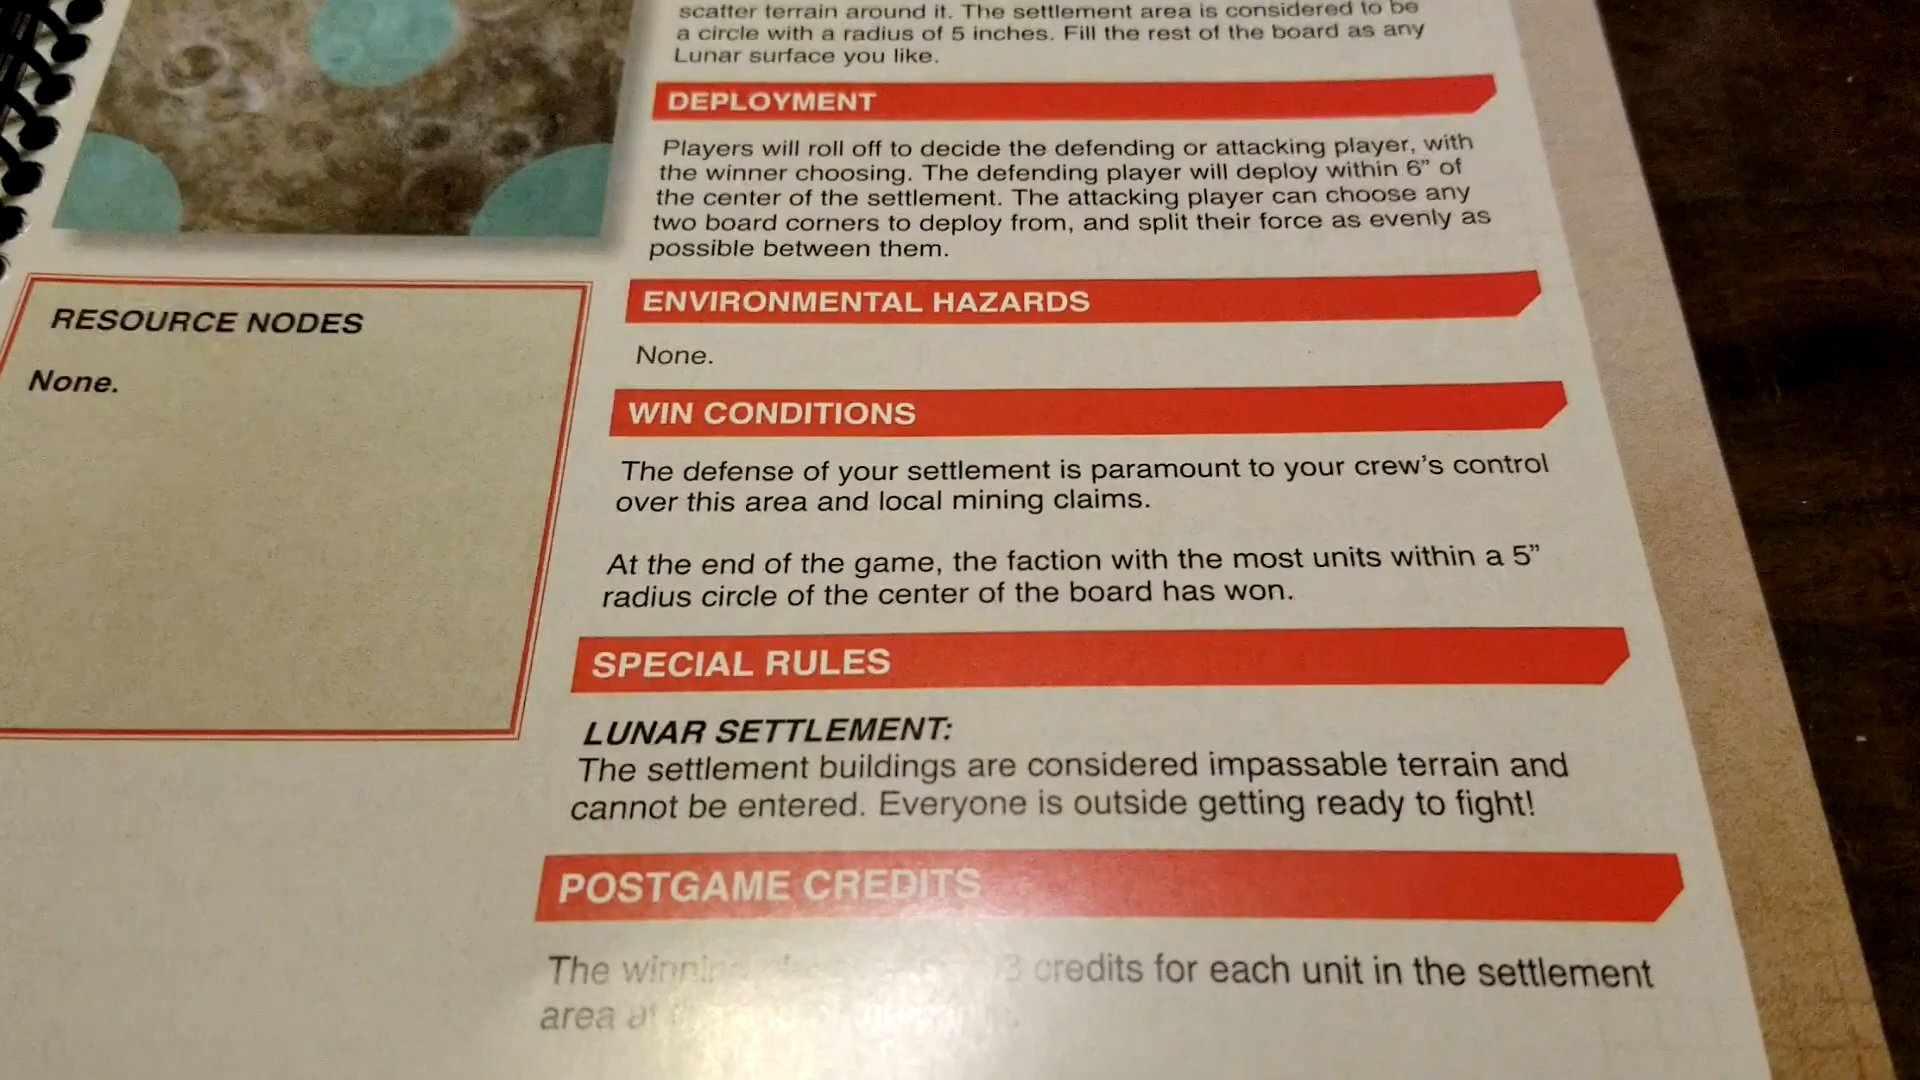 scatter terrain around it. The settlement area is considered to be
a circle with a radius of 5 inches. Fill the rest of the board as any
Lunar surface you like.
DEPLOYMENT
Players will roll off to decide the defending or attacking player, with
the winner choosing. The defending player will deploy within 6” of
the center of the settlement. The attacking player can choose any
two board corners to deploy from, and split their force as evenly as
possible between them.
RESOURCE NODES
None.
ENVIRONMENTAL HAZARDS
None.
WIN CONDITIONS
The defense of your settlement is paramount to your crew’s control
over this area and local mining claims.
At the end of the game, the faction with the most units within a 5”
radius circle of the center of the board has won.
SPECIAL RULES
LUNAR SETTLEMENT:
The settlement buildings are considered impassable terrain and
cannot be entered. Everyone is outside getting ready to fight!
POSTGAME CREDITS
The winning 3 credits for each unit in the settlement
area